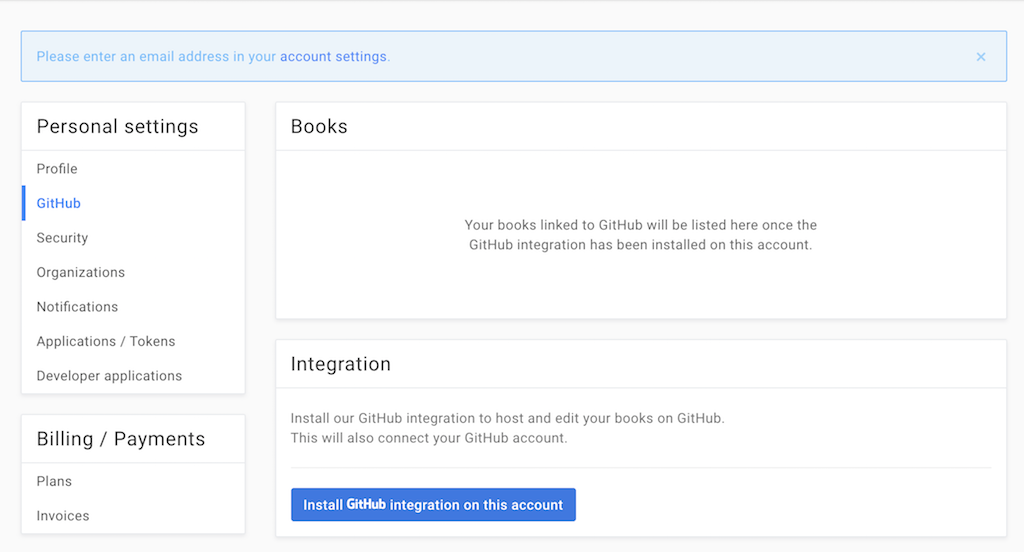 Please enter an email address in your account settings.
Personal settings
Profile
GitHub
Security
Organizations
Notifications
Applications / Tokens
Developer applications
Billing / Payments
Plans
Invoices
Books
Your books linked to GitHub will be listed here once the
GitHub integration has been installed on this account.
Integration
Install our GitHub integration to host and edit your books on GitHub.
This will also connect your GitHub account.
Install GitHub integration on this account